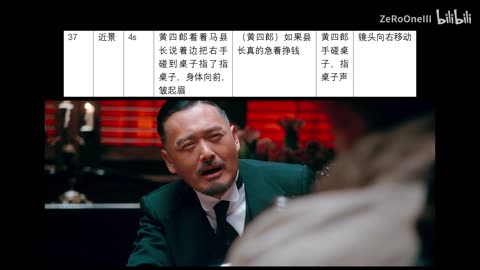 ZeRoOneIII bilibili
37 近景 4s 黄四郎看着马县 （黄四郎）如果县 黄四郎 镜头向右移动
长说着边把右手 长真的急着挣钱 手碰桌
碰到桌子指了指 子，指
桌子，身体向前， 桌子声
皱起眉